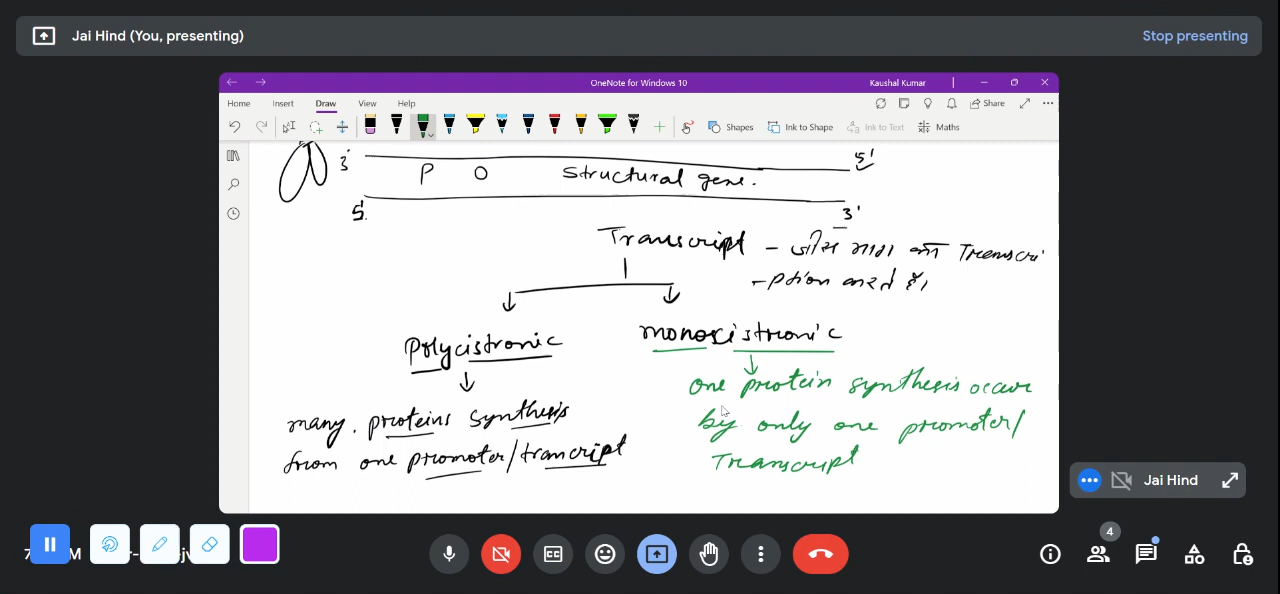 Jai Hind (You, presenting)
Stop presenting
OneNote for Windows 10
Kaushal Kumar
Home Insert Draw View Help
Share
Shapes
Ink to Shape
Ink to Text
Maths
3' 5'
P O Structural gene.
5' 3'
Transcript - जीस भाग का Transcri
-ption करते हैं।
Polycistronic
monocistronic
many proteins synthesis
from one promoter/trancript
one protein synthesis occur
by only one promoter/
Transcript
Jai Hind
4